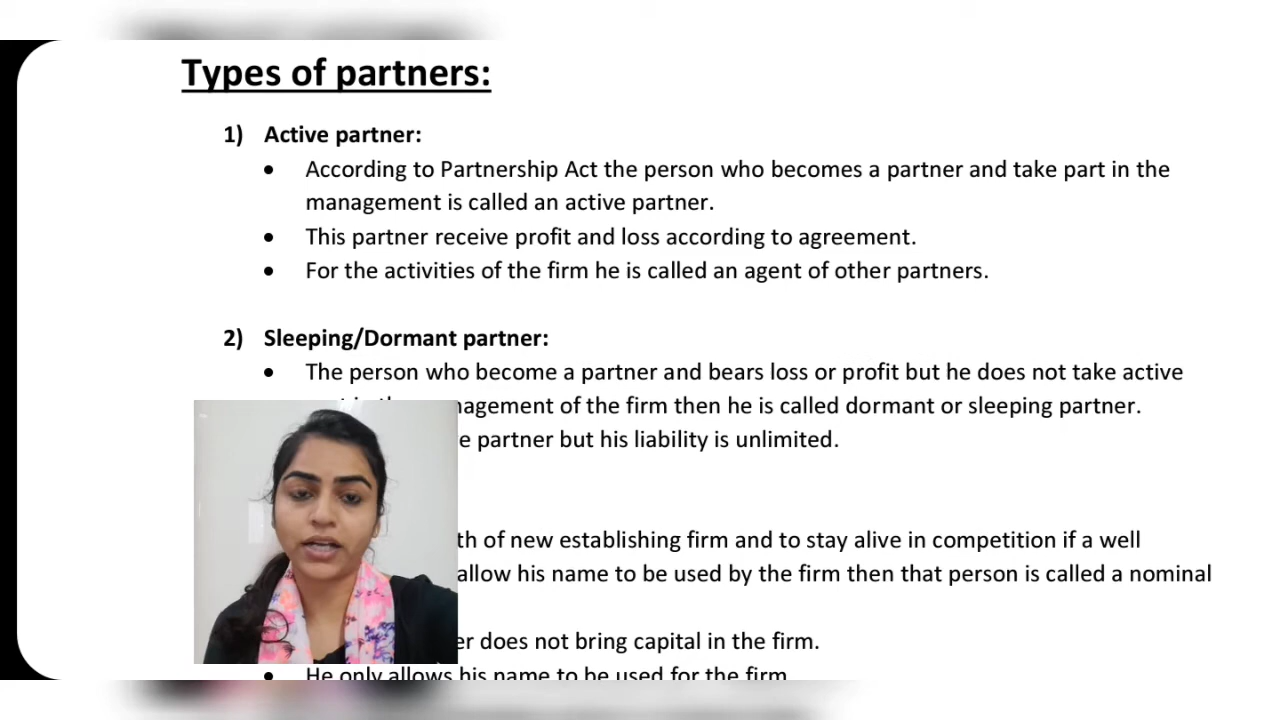 Types of partners:
1) Active partner:
• According to Partnership Act the person who becomes a partner and take part in the
management is called an active partner.
• This partner receive profit and loss according to agreement.
• For the activities of the firm he is called an agent of other partners.
2) Sleeping/Dormant partner:
• The person who become a partner and bears loss or profit but he does not take active
management of the firm then he is called dormant or sleeping partner.
partner but his liability is unlimited.
of new establishing firm and to stay alive in competition if a well
allow his name to be used by the firm then that person is called a nominal
does not bring capital in the firm.
• He only allows his name to be used for the firm